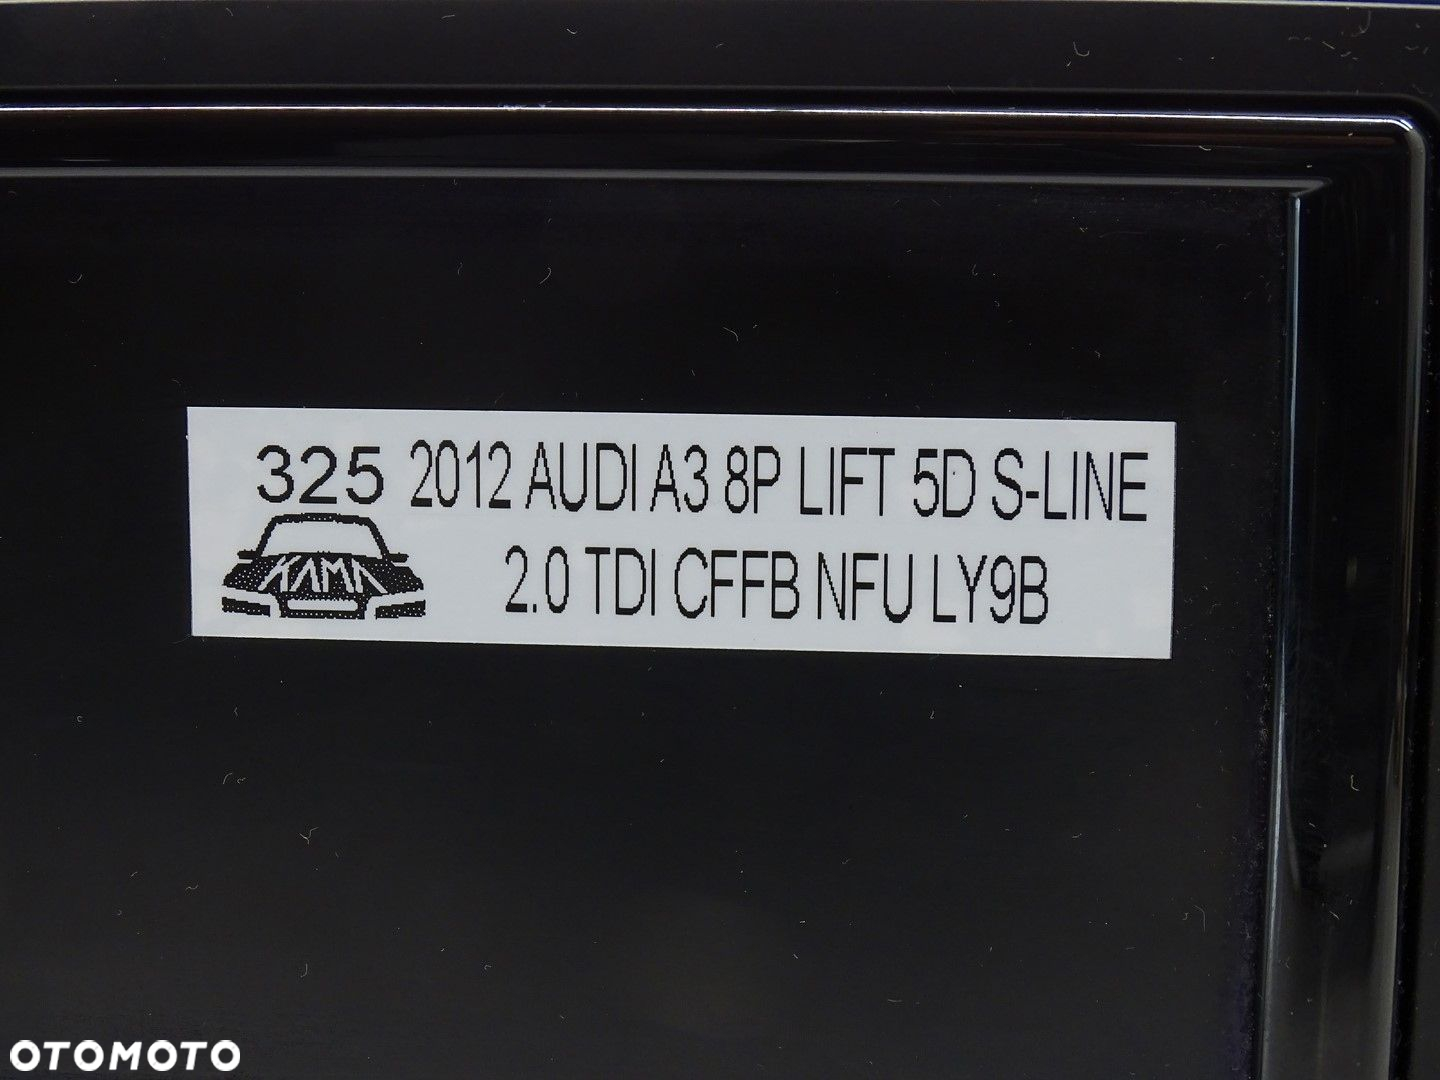 325 2012 AUDI A3 8P LIFT 5D S-LINE
KAMA 2.0 TDI CFFB NFU LY9B
OTOMOTO